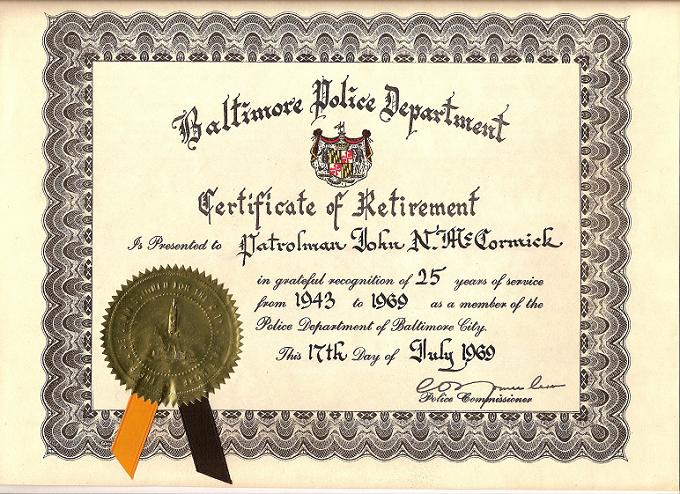 Baltimore Police Department
Certificate of Retirement
Is Presented to Patrolman John N. McCormick
in grateful recognition of 25 years of service
from 1943 to 1969 as a member of the
Police Department of Baltimore City.
This 17th Day of July 1969
Police Commissioner